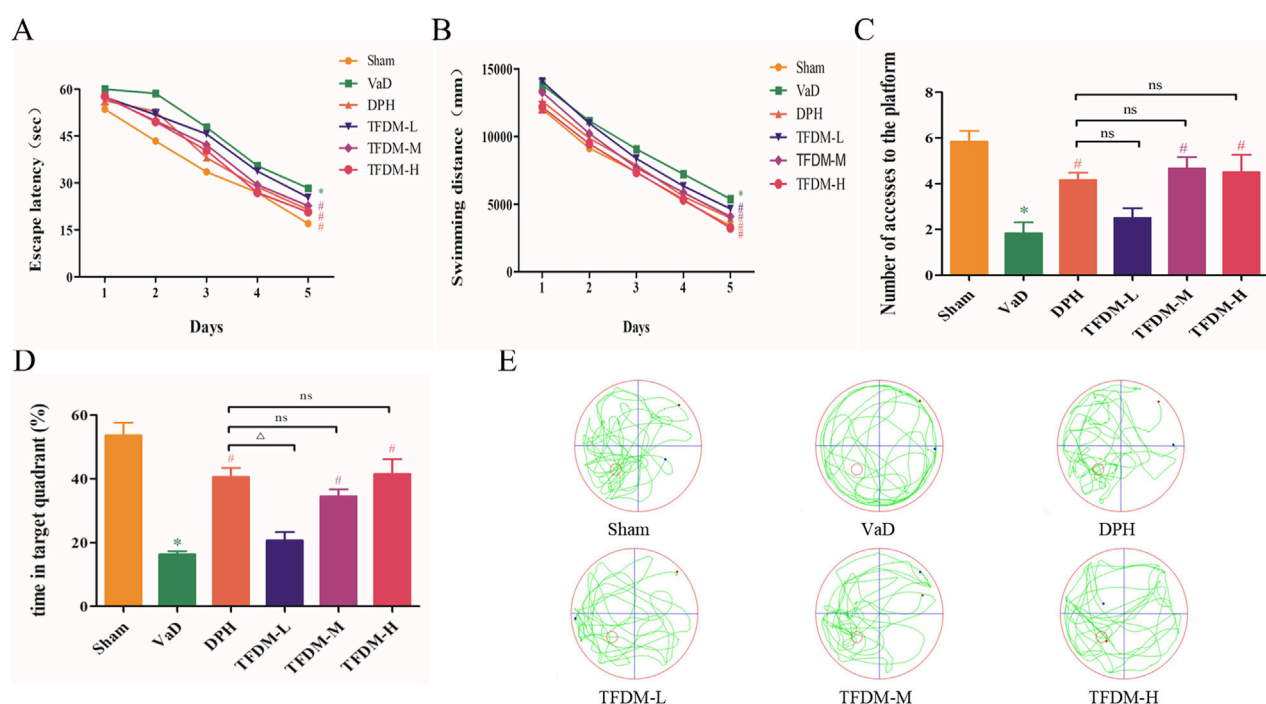 A
Escape latency (sec)
60
45
30
15
0
1 2 3 4 5
Days
Sham
VaD
DPH
TFDM-L
TFDM-M
TFDM-H
*
#
#
#
B
Swimming distance (mm)
15000
10000
5000
0
1 2 3 4 5
Days
Sham
VaD
DPH
TFDM-L
TFDM-M
TFDM-H
*
#
#
#
#
C
Number of accesses to the platform
8
6
4
2
0
ns
ns
ns
*
#
#
#
Sham
VaD
DPH
TFDM-L
TFDM-M
TFDM-H
D
time in target quadrant (%)
60
40
20
0
ns
ns
△
*
#
#
#
Sham
VaD
DPH
TFDM-L
TFDM-M
TFDM-H
E
Sham VaD DPH
TFDM-L TFDM-M TFDM-H